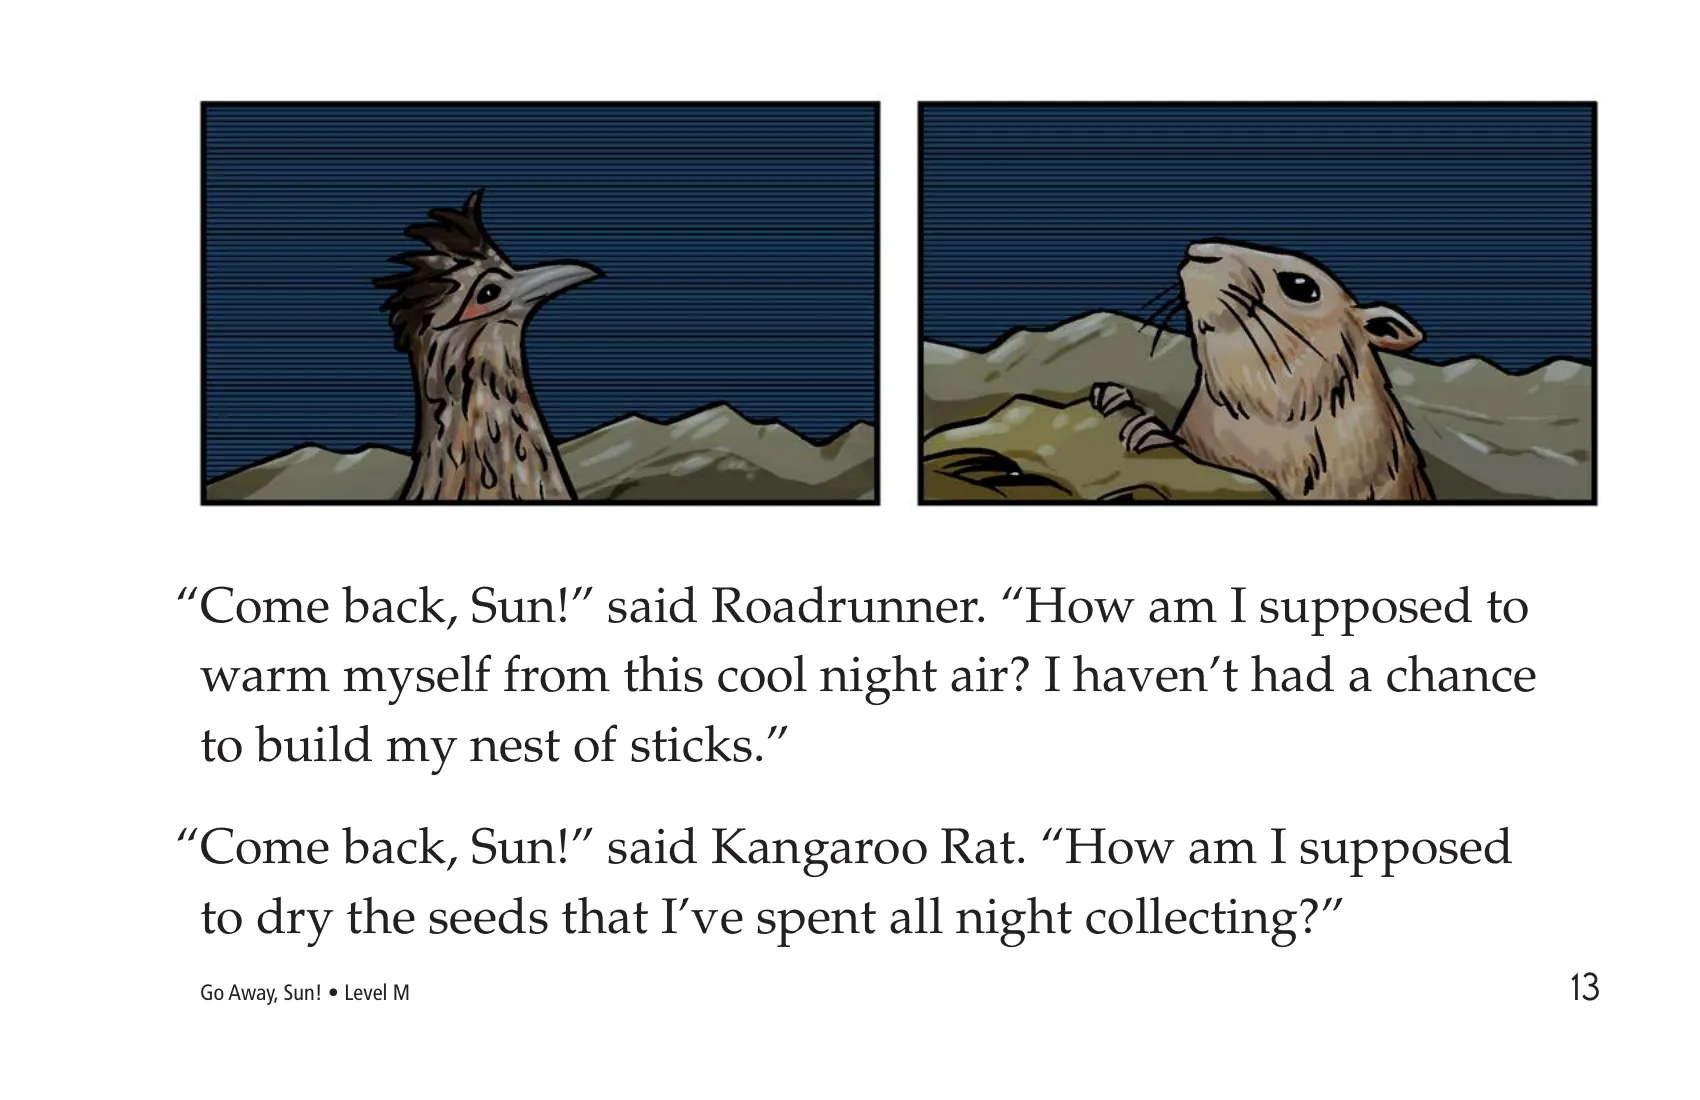 “Come back, Sun!” said Roadrunner. “How am I supposed to
warm myself from this cool night air? I haven’t had a chance
to build my nest of sticks.”
“Come back, Sun!” said Kangaroo Rat. “How am I supposed
to dry the seeds that I’ve spent all night collecting?”
Go Away, Sun! • Level M
13